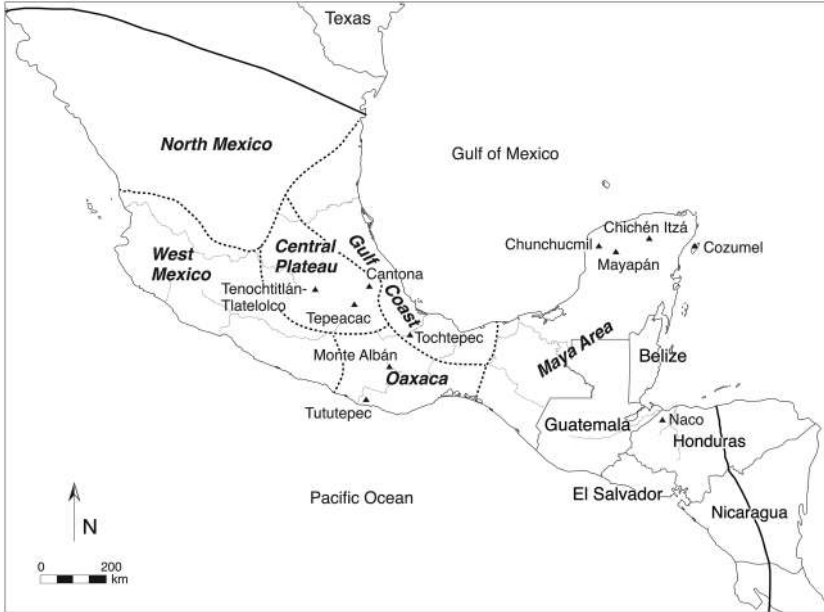 Texas
North Mexico
Gulf of Mexico
Chichén Itzá
Chunchucmil
Cozumel
Mayapán
West
Mexico
Central
Plateau
Gulf
Coast
Cantona
Tenochtitlán-
Tlatelolco
Tepeacac
Tochtepec
Maya Area
Belize
Monte Albán
Oaxaca
Tututepec
Guatemala
Naco
Honduras
El Salvador
Nicaragua
Pacific Ocean
N
0 200
km